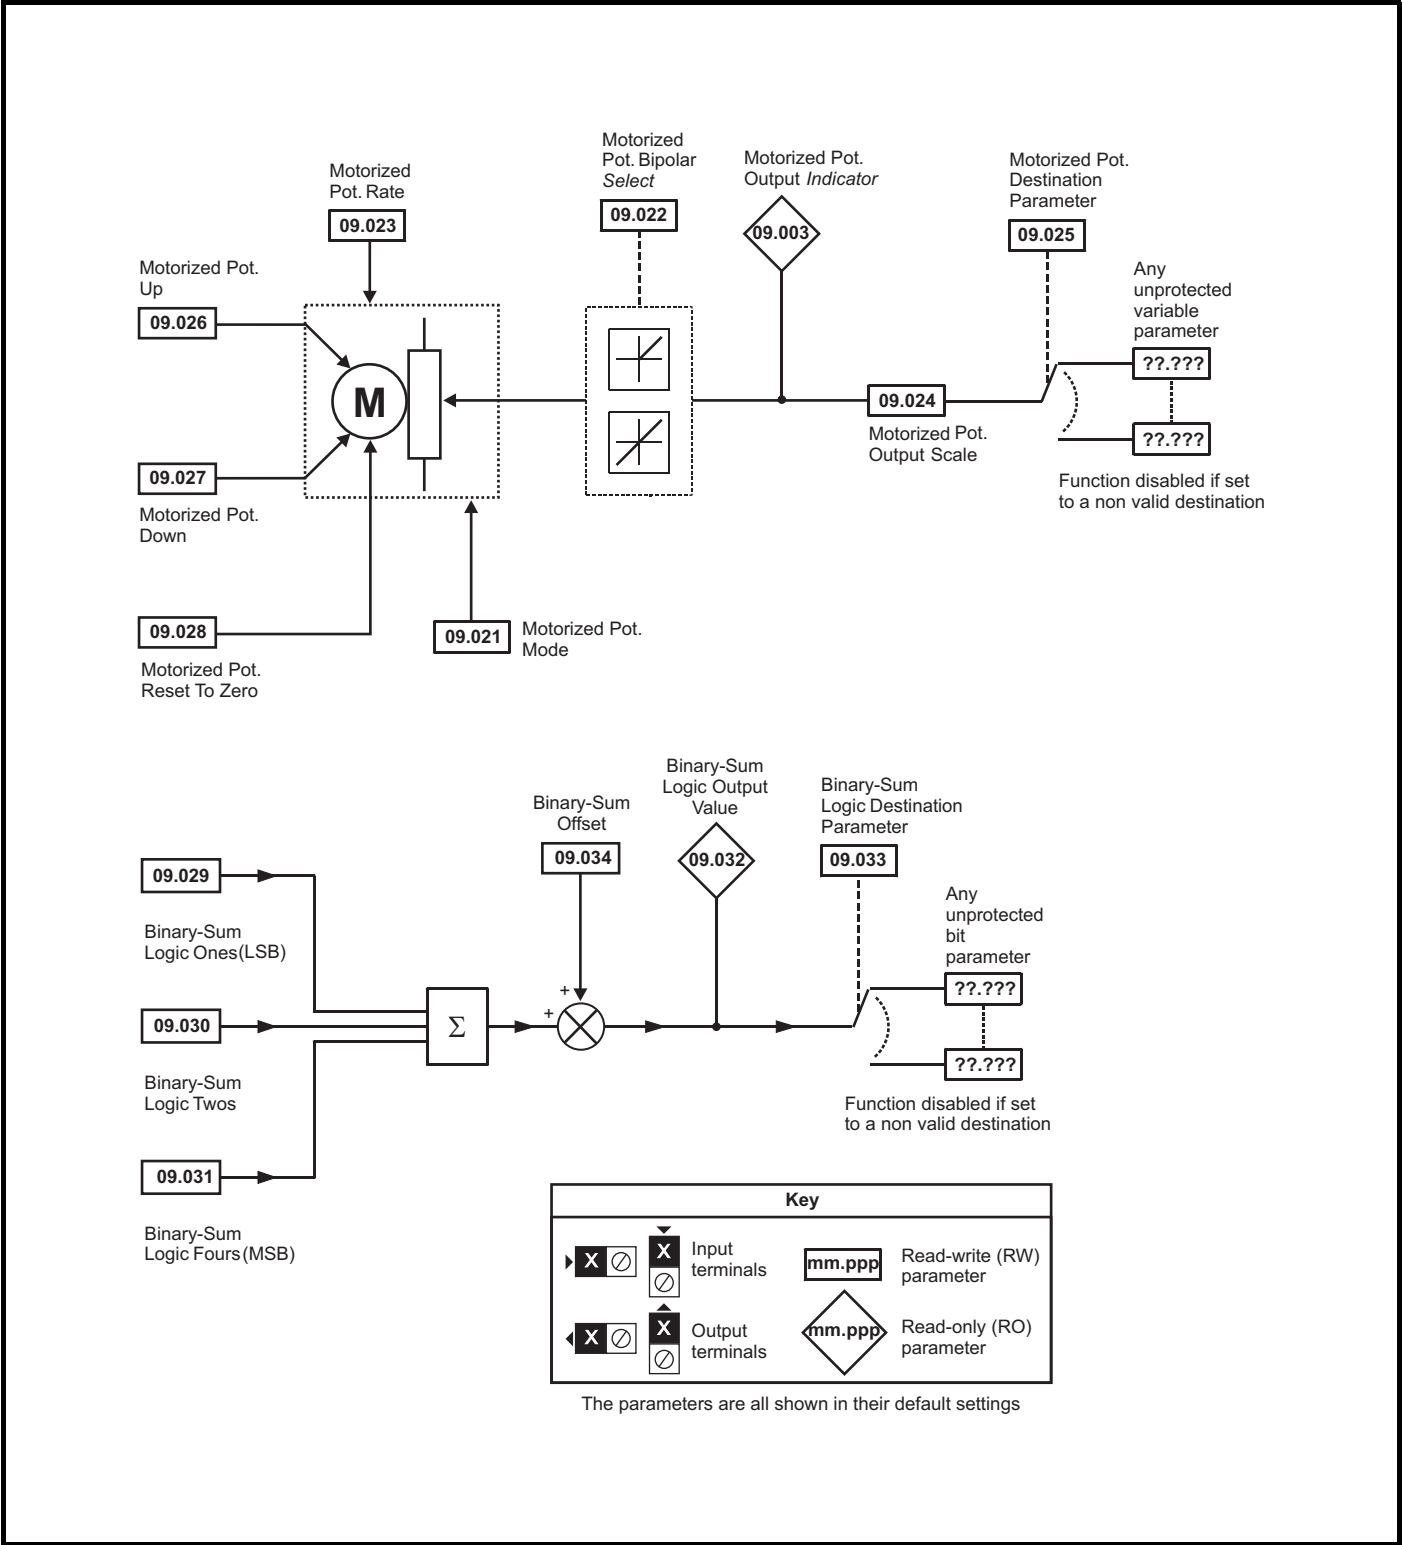 Motorized
Pot. Rate
09.023
Motorized
Pot. Bipolar
Select
09.022
Motorized Pot.
Output Indicator
09.003
Motorized Pot.
Destination
Parameter
09.025
Motorized Pot.
Up
09.026
M
09.027
Motorized Pot.
Down
09.028
Motorized Pot.
Reset To Zero
09.021
Motorized Pot.
Mode
09.024
Motorized Pot.
Output Scale
Any
unprotected
variable
parameter
??.???
??.???
Function disabled if set
to a non valid destination
09.029
Binary-Sum
Logic Ones(LSB)
09.030
Binary-Sum
Logic Twos
09.031
Binary-Sum
Logic Fours(MSB)
Σ
Binary-Sum
Offset
09.034
+
+
Binary-Sum
Logic Output
Value
09.032
Binary-Sum
Logic Destination
Parameter
09.033
Any
unprotected
bit
parameter
??.???
??.???
Function disabled if set
to a non valid destination
Key
X
X
Input
terminals
mm.ppp
Read-write (RW)
parameter
X
X
Output
terminals
mm.ppp
Read-only (RO)
parameter
The parameters are all shown in their default settings